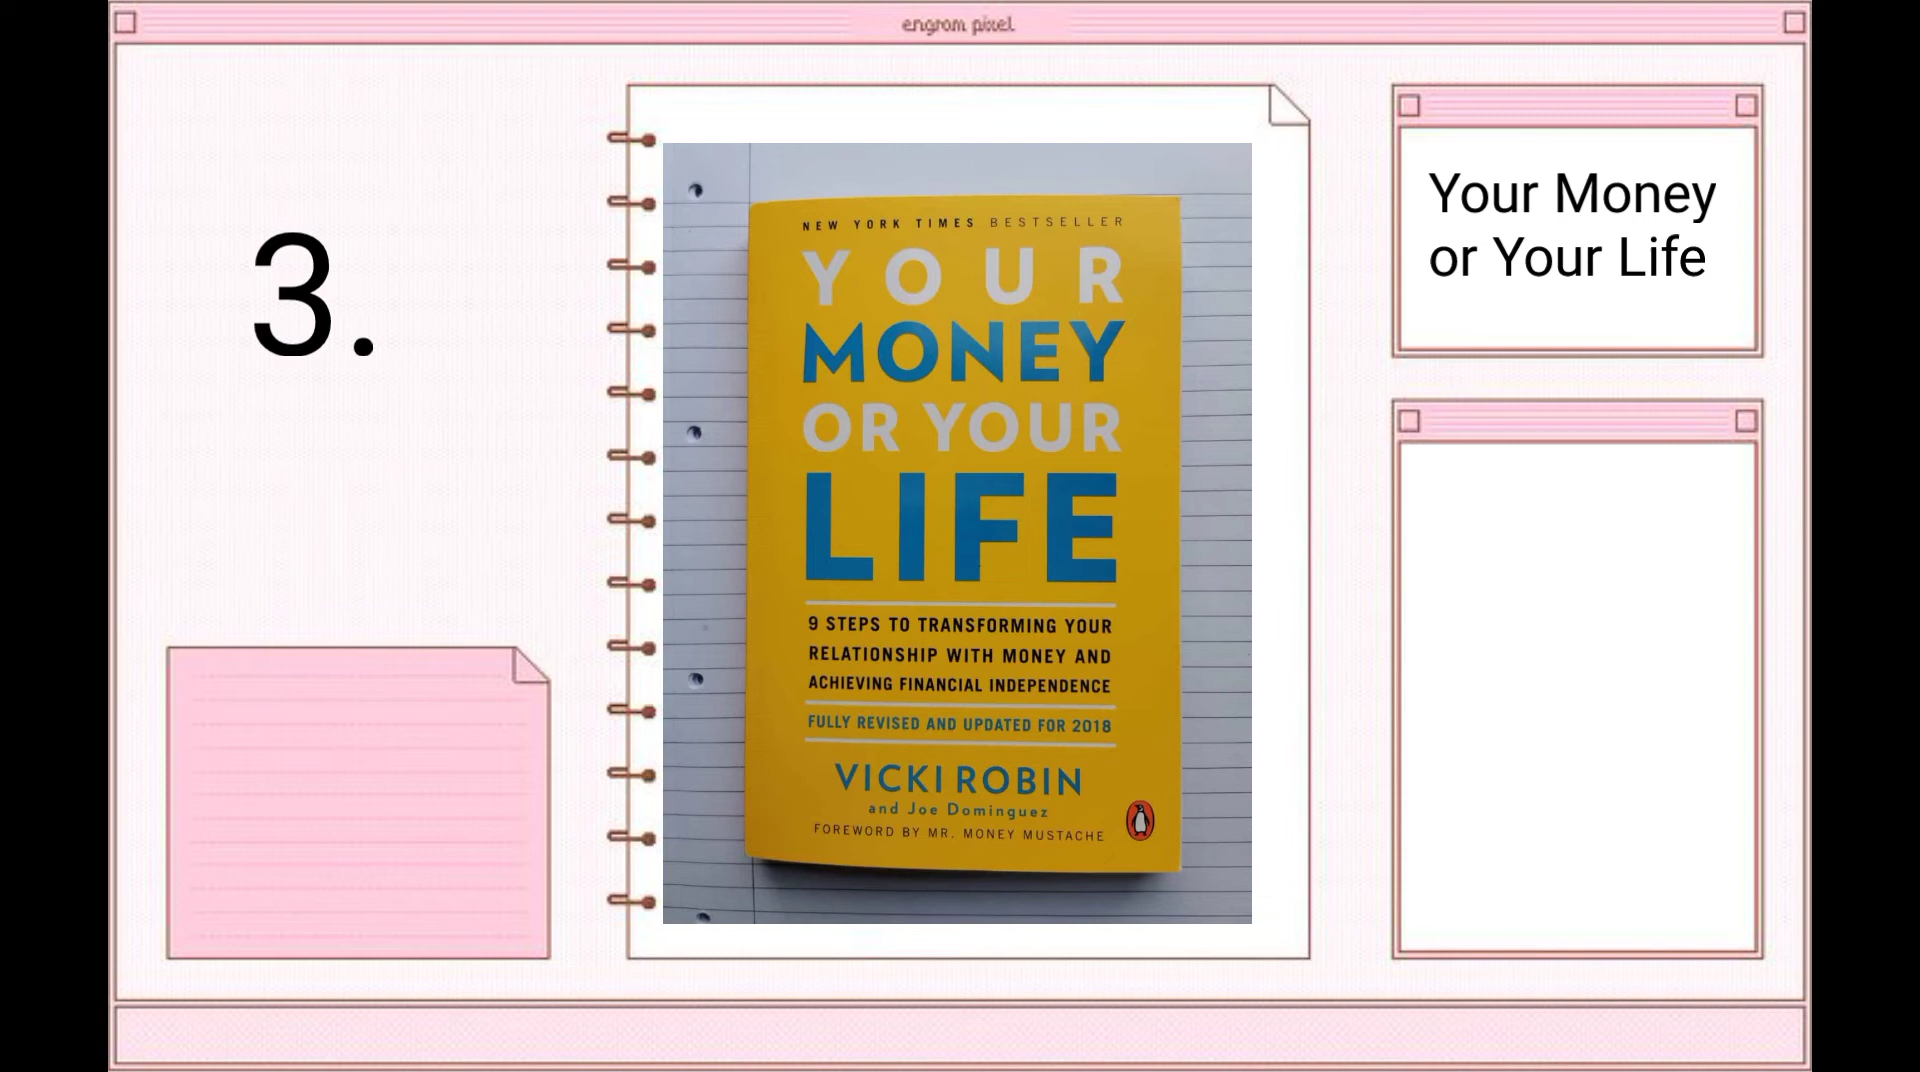 engram pixel
3.
NEW YORK TIMES BESTSELLER
YOUR
MONEY
OR YOUR
LIFE
9 STEPS TO TRANSFORMING YOUR
RELATIONSHIP WITH MONEY AND
ACHIEVING FINANCIAL INDEPENDENCE
FULLY REVISED AND UPDATED FOR 2018
VICKI ROBIN
and Joe Dominguez
FOREWORD BY MR. MONEY MUSTACHE
Your Money
or Your Life